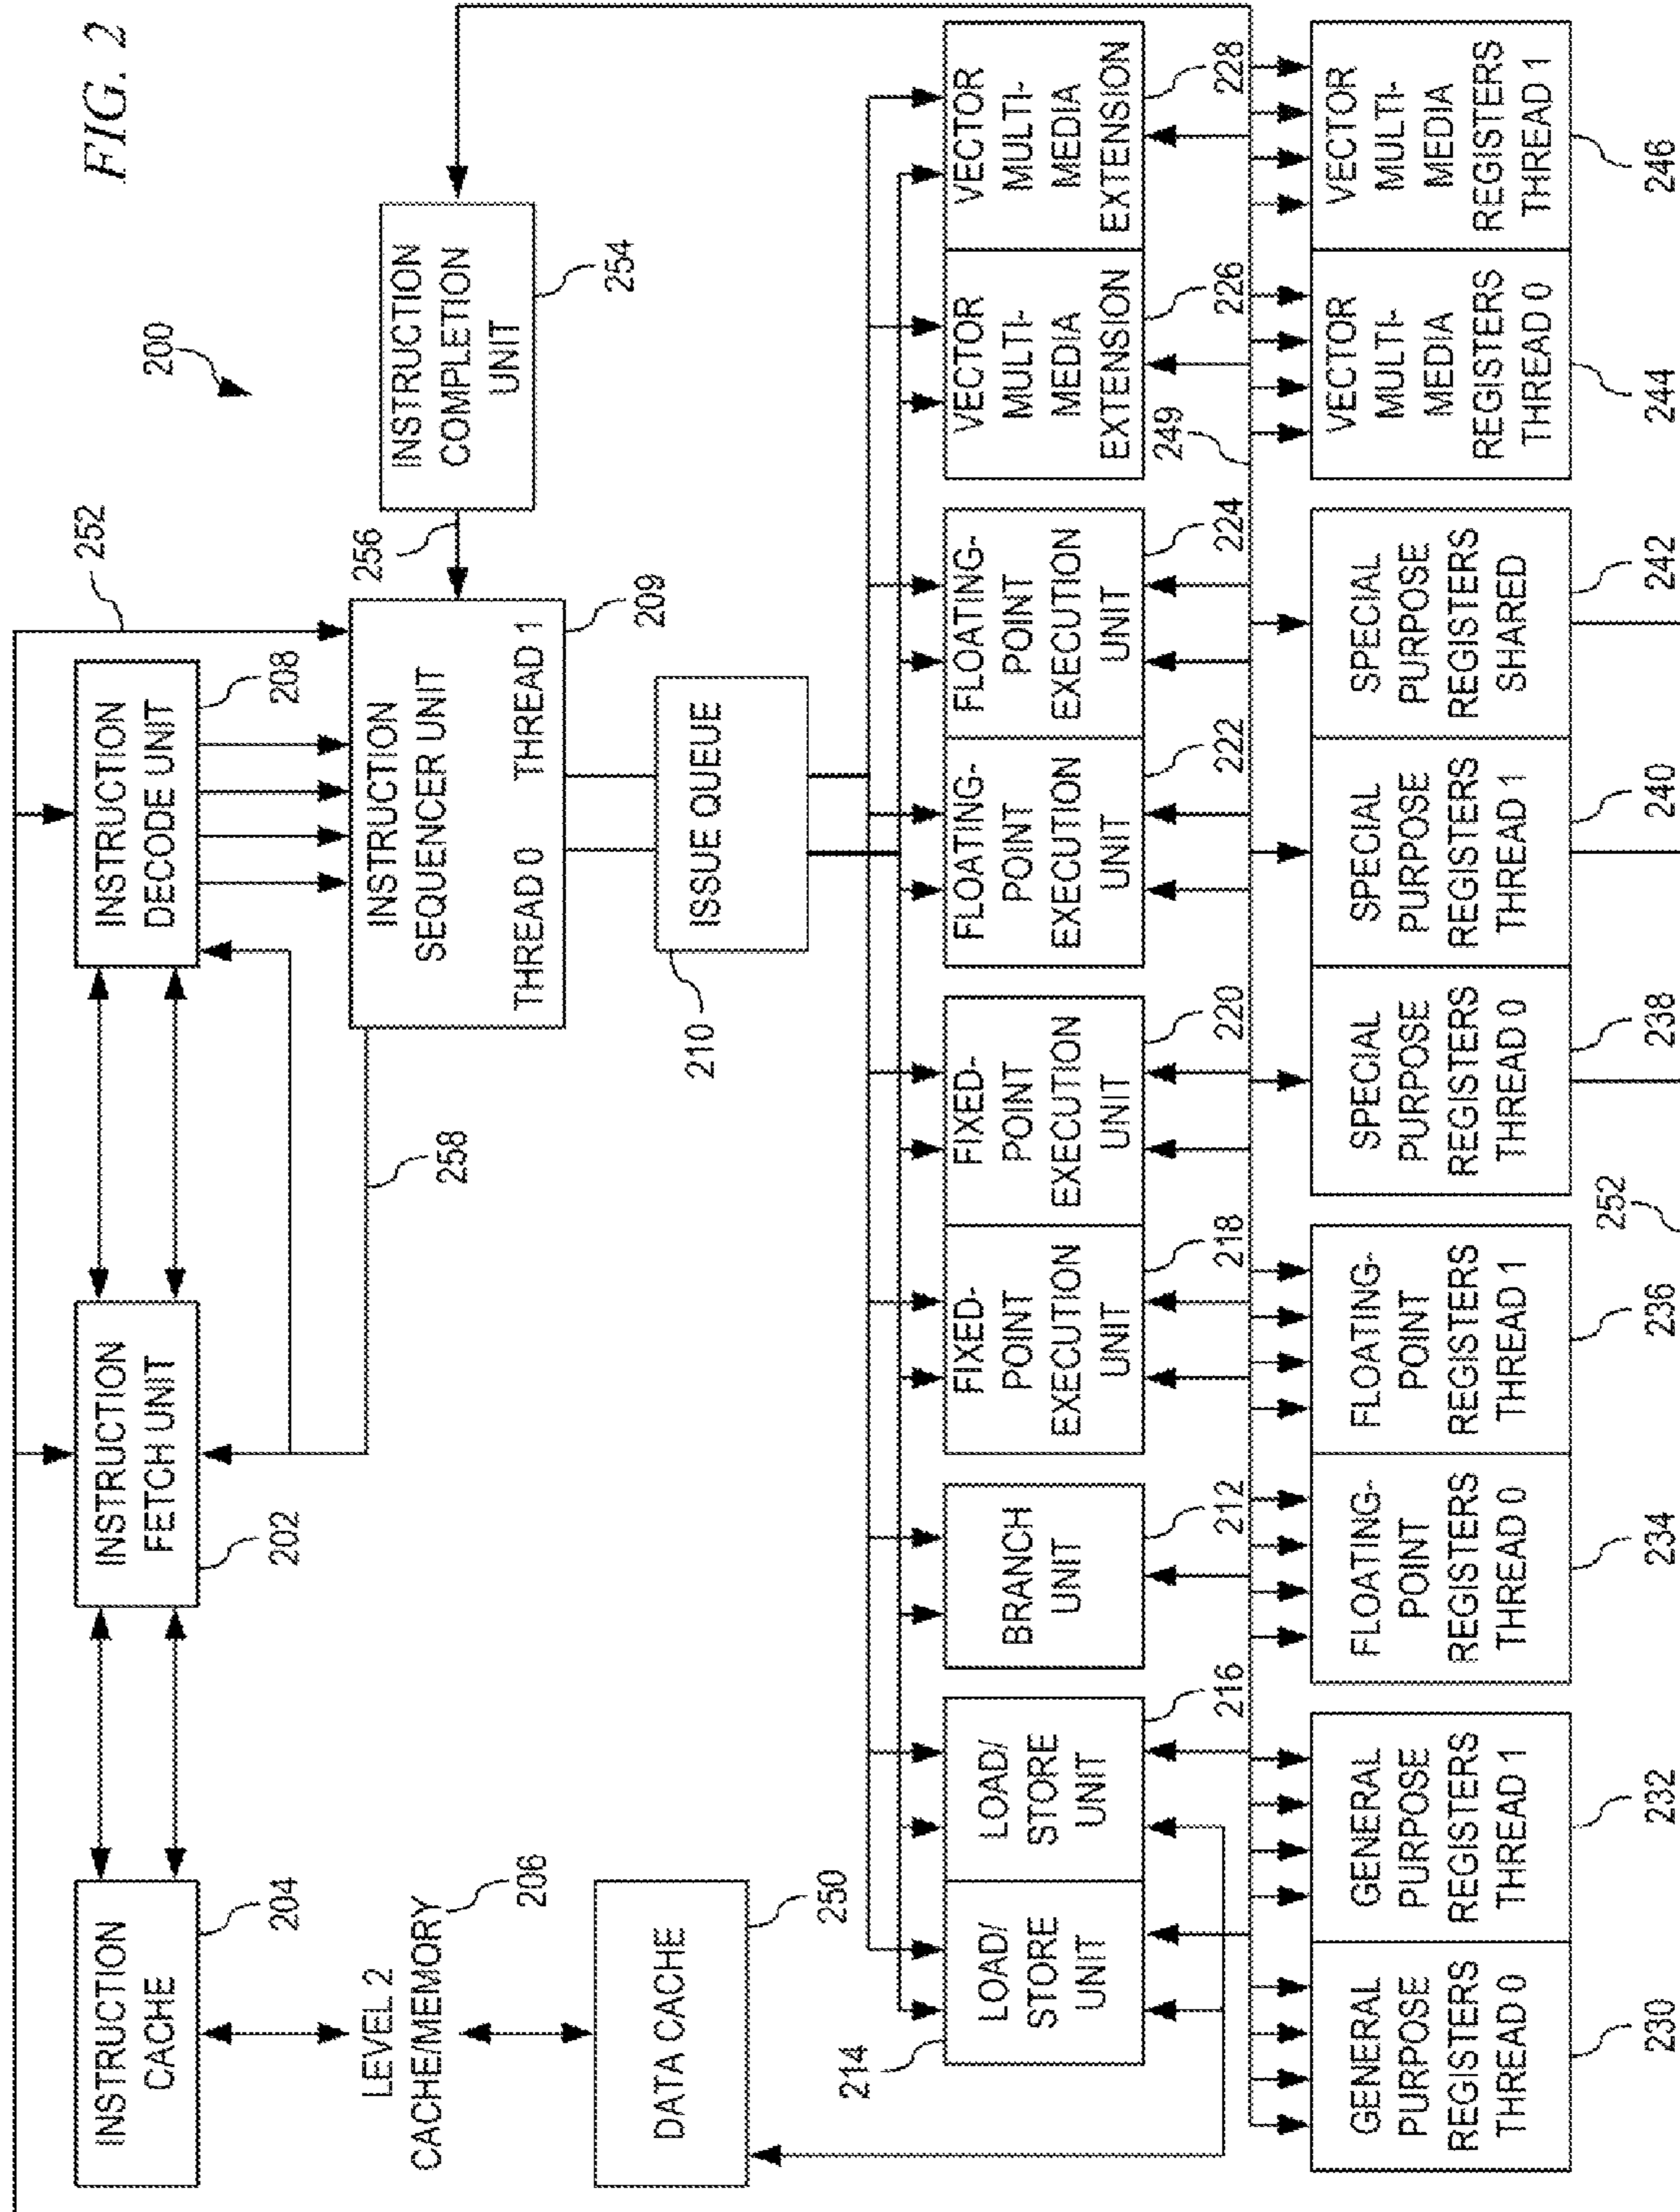 FIG. 2
200
252
INSTRUCTION
CACHE
204
INSTRUCTION
FETCH UNIT
202
INSTRUCTION
DECODE UNIT
208
LEVEL 2
CACHE/MEMORY
206
258
INSTRUCTION
SEQUENCER UNIT
THREAD 0
THREAD 1
209
256
INSTRUCTION
COMPLETION
UNIT
254
DATA CACHE
250
ISSUE QUEUE
210
LOAD/
STORE
UNIT
214
LOAD/
STORE
UNIT
216
BRANCH
UNIT
212
FIXED-
POINT
EXECUTION
UNIT
218
FIXED-
POINT
EXECUTION
UNIT
220
FLOATING-
POINT
EXECUTION
UNIT
222
FLOATING-
POINT
EXECUTION
UNIT
224
VECTOR
MULTI-
MEDIA
EXTENSION
226
VECTOR
MULTI-
MEDIA
EXTENSION
228
249
GENERAL
PURPOSE
REGISTERS
THREAD 0
230
GENERAL
PURPOSE
REGISTERS
THREAD 1
232
FLOATING-
POINT
REGISTERS
THREAD 0
234
FLOATING-
POINT
REGISTERS
THREAD 1
236
SPECIAL
PURPOSE
REGISTERS
THREAD 0
238
SPECIAL
PURPOSE
REGISTERS
THREAD 1
240
SPECIAL
PURPOSE
REGISTERS
SHARED
242
VECTOR
MULTI-
MEDIA
REGISTERS
THREAD 0
244
VECTOR
MULTI-
MEDIA
REGISTERS
THREAD 1
246
252